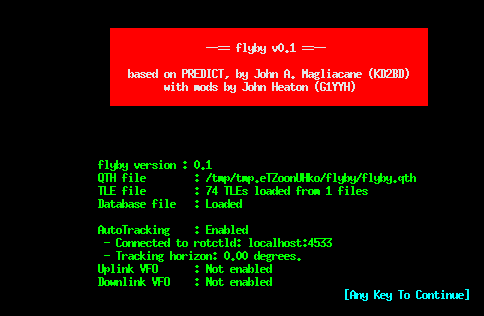 --== flyby v0.1 ==--
based on PREDICT, by John A. Magliacane (KD2BD)
with mods by John Heaton (G1YYH)
flyby version : 0.1
QTH file : /tmp/tmp.eTZoonUHko/flyby/flyby.qth
TLE file : 74 TLEs loaded from 1 files
Database file : Loaded
AutoTracking : Enabled
- Connected to rotctld: localhost:4533
- Tracking horizon: 0.00 degrees.
Uplink VFO : Not enabled
Downlink VFO : Not enabled
[Any Key To Continue]